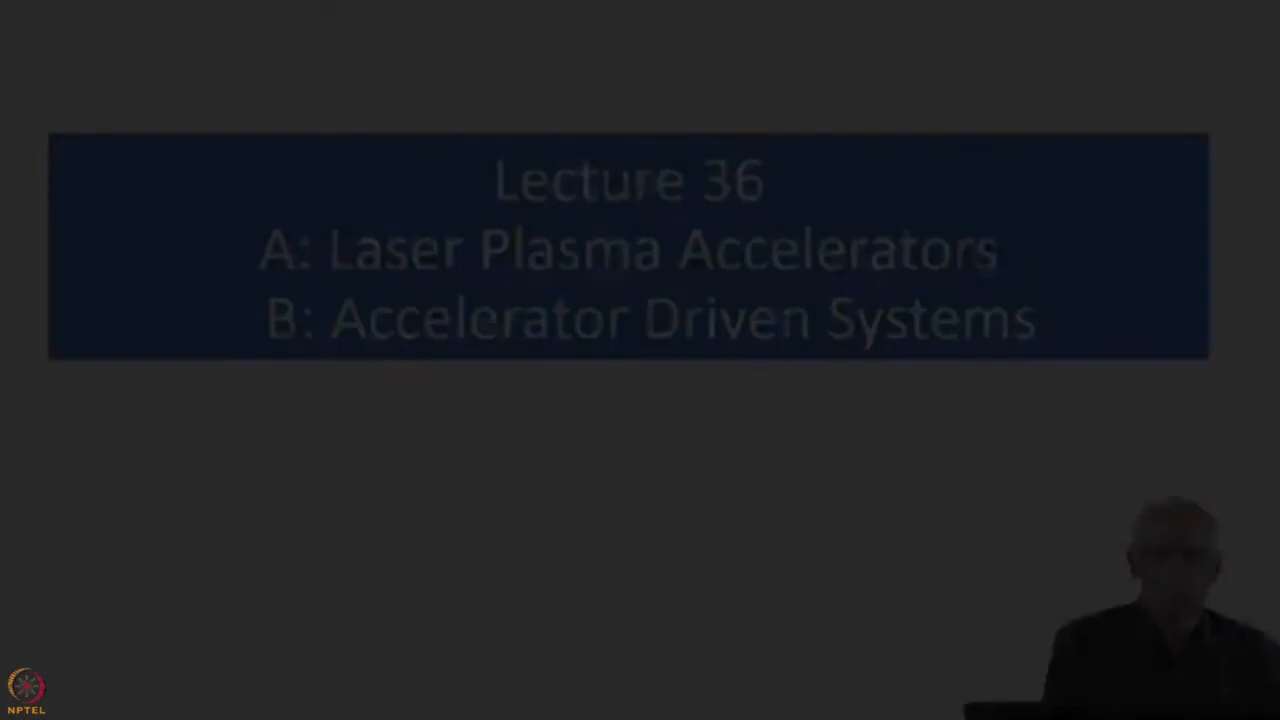 Lecture 36
A: Laser Plasma Accelerators
B: Accelerator Driven Systems
NPTEL